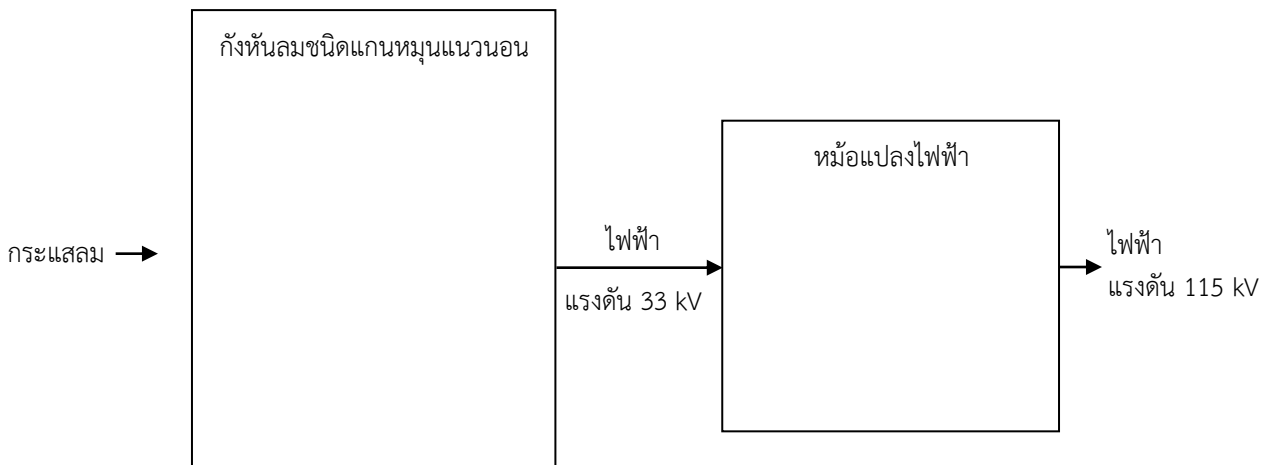 กังหันลมชนิดแกนหมุนแนวนอน
หม้อแปลงไฟฟ้า
กระแสลม
ไฟฟ้า
แรงดัน 33 kV
ไฟฟ้า
แรงดัน 115 kV